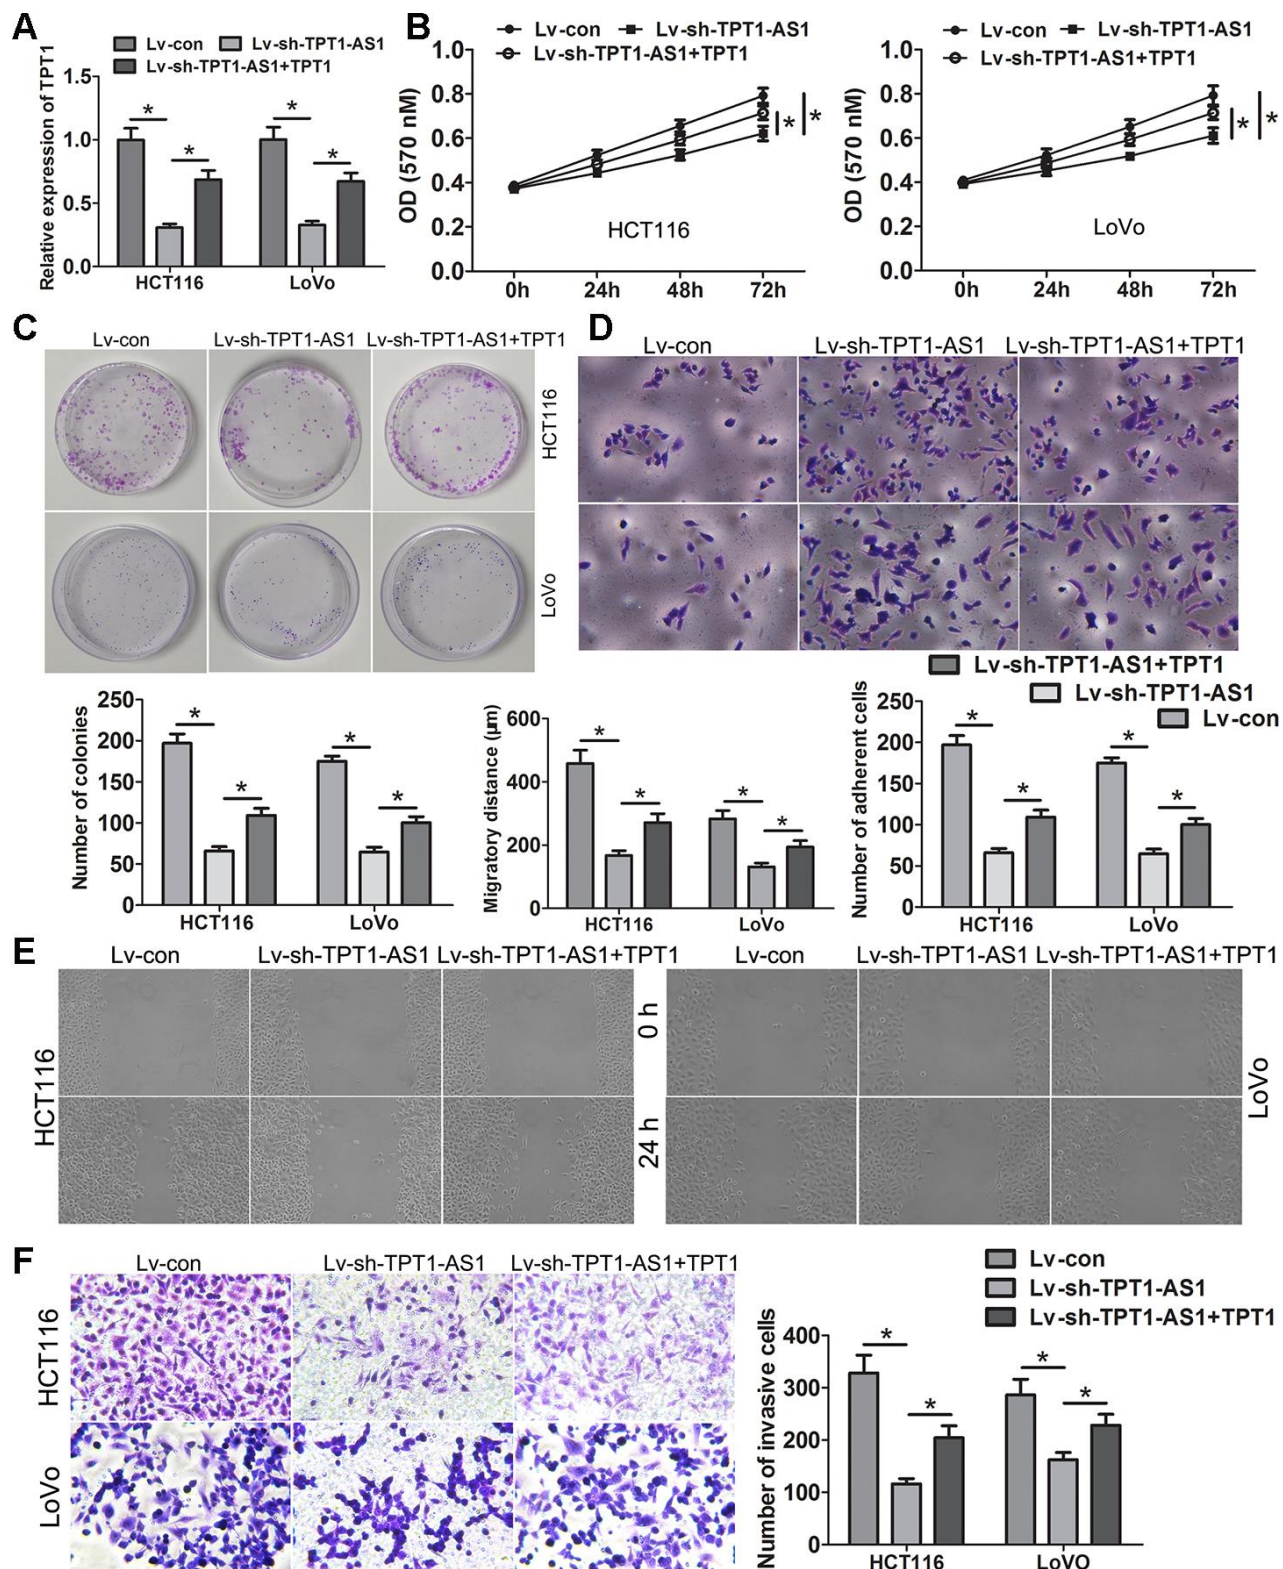 A
Lv-con Lv-sh-TPT1-AS1
Lv-sh-TPT1-AS1+TPT1
Relative expression of TPT1
1.5
1.0
0.5
0.0
* * * *
HCT116 LoVo
B
Lv-con Lv-sh-TPT1-AS1
Lv-sh-TPT1-AS1+TPT1
OD (570 nM)
1.0
0.8
0.6
0.4
0.2
0.0
* *
HCT116
0h 24h 48h 72h
Lv-con Lv-sh-TPT1-AS1
Lv-sh-TPT1-AS1+TPT1
OD (570 nM)
1.0
0.8
0.6
0.4
0.2
0.0
* *
LoVo
0h 24h 48h 72h
C
Lv-con Lv-sh-TPT1-AS1 Lv-sh-TPT1-AS1+TPT1
HCT116
LoVo
D
Lv-con Lv-sh-TPT1-AS1 Lv-sh-TPT1-AS1+TPT1
Lv-sh-TPT1-AS1+TPT1
Lv-sh-TPT1-AS1
Lv-con
Number of colonies
250
200
150
100
50
0
* * * *
HCT116 LoVo
Migratory distance (µm)
600
400
200
0
* * * *
HCT116 LoVo
Number of adherent cells
250
200
150
100
50
0
* * * *
HCT116 LoVo
E
Lv-con Lv-sh-TPT1-AS1 Lv-sh-TPT1-AS1+TPT1 Lv-con Lv-sh-TPT1-AS1 Lv-sh-TPT1-AS1+TPT1
HCT116
0 h
24 h
LoVo
F
Lv-con Lv-sh-TPT1-AS1 Lv-sh-TPT1-AS1+TPT1
HCT116
LoVo
Lv-con
Lv-sh-TPT1-AS1
Lv-sh-TPT1-AS1+TPT1
Number of invasive cells
400
300
200
100
0
* * * *
HCT116 LoVO